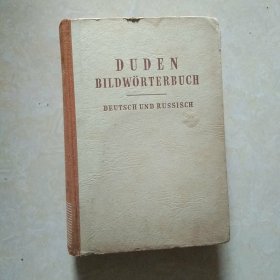 DUDEN
BILDWÖRTERBUCH
DEUTSCH UND RUSSISCH